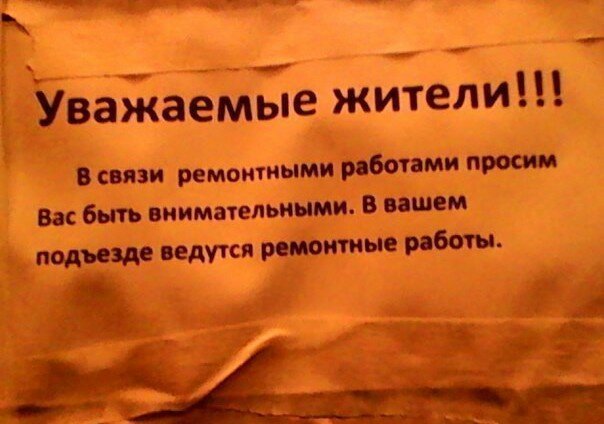 Уважаемые жители!!!
В связи ремонтными работами просим
Вас быть внимательными. В вашем
подъезде ведутся ремонтные работы.